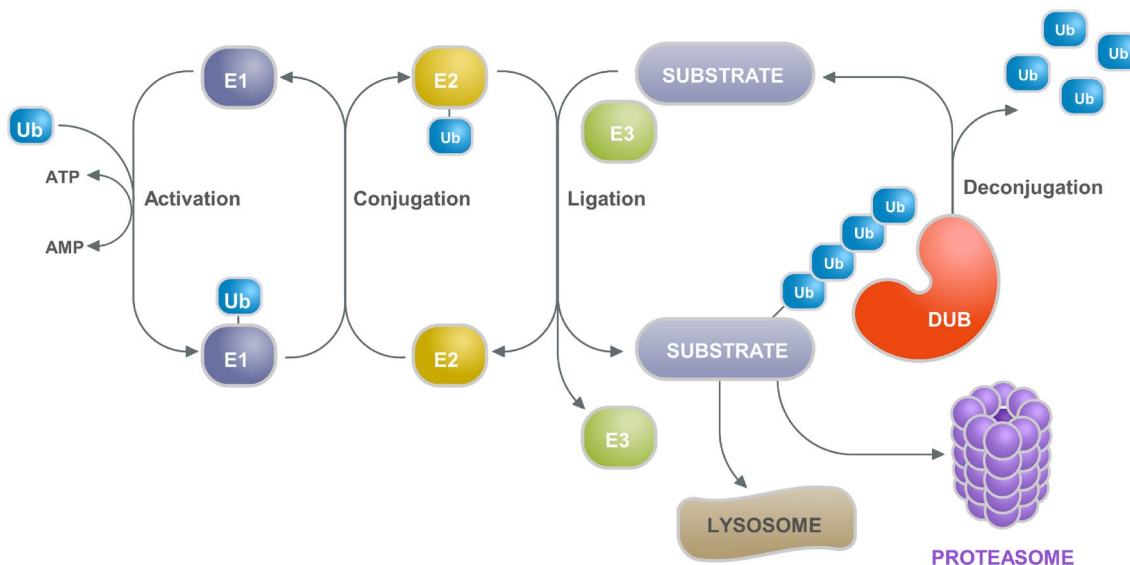 Ub
Ub
Ub
Ub
E1
E2
SUBSTRATE
Ub
Ub
E3
ATP
Activation
Conjugation
Ligation
Deconjugation
Ub
Ub
AMP
Ub
Ub
Ub
DUB
E1
E2
SUBSTRATE
E3
LYSOSOME
PROTEASOME